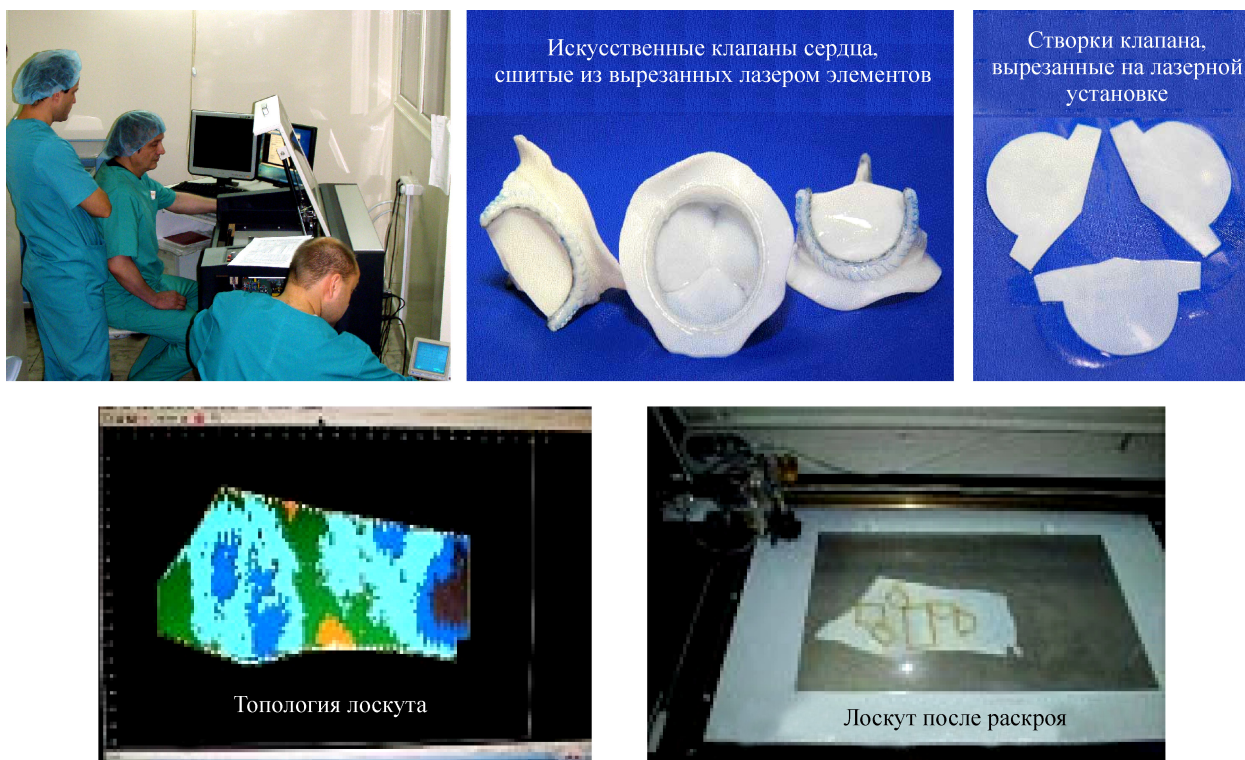 Искусственные клапаны сердца,
сшитые из вырезанных лазером элементов
Створки клапана,
вырезанные на лазерной
установке
Топология лоскута
Лоскут после раскроя